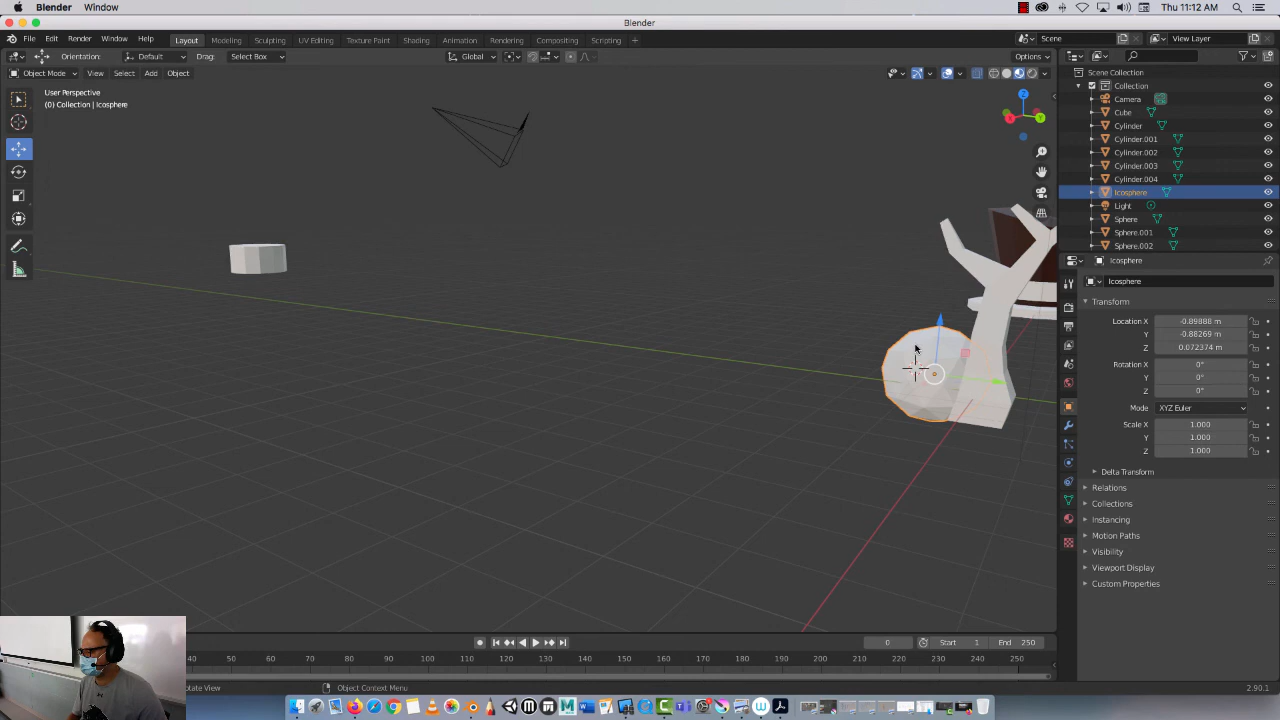 Blender Window Thu 11:12 AM
Blender
File Edit Render Window Help Layout Modeling Sculpting UV Editing Texture Paint Shading Animation Rendering Compositing Scripting + Scene View Layer
Orientation: Default Drag: Select Box Global Options
Object Mode View Select Add Object
User Perspective
(0) Collection | Icosphere
Z
X
Y
Scene Collection
Collection
Camera
Cube
Cylinder
Cylinder.001
Cylinder.002
Cylinder.003
Cylinder.004
Icosphere
Light
Sphere
Sphere.001
Sphere.002
Icosphere
Icosphere
Transform
Location X -0.89888 m
Y -0.88269 m
Z 0.072374 m
Rotation X 0°
Y 0°
Z 0°
Mode XYZ Euler
Scale X 1.000
Y 1.000
Z 1.000
Delta Transform
Relations
Collections
Instancing
Motion Paths
Visibility
Viewport Display
Custom Properties
0 Start 1 End 250
40 50 60 70 80 90 100 110 120 130 140 150 160 170 180 190 200 210 220 230 240 250
otate View Object Context Menu 2.90.1